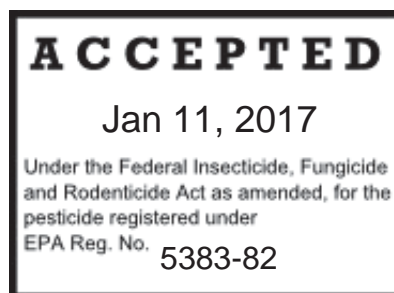 ACCEPTED
Jan 11, 2017
Under the Federal Insecticide, Fungicide
and Rodenticide Act as amended, for the
pesticide registered under
EPA Reg. No. 5383-82